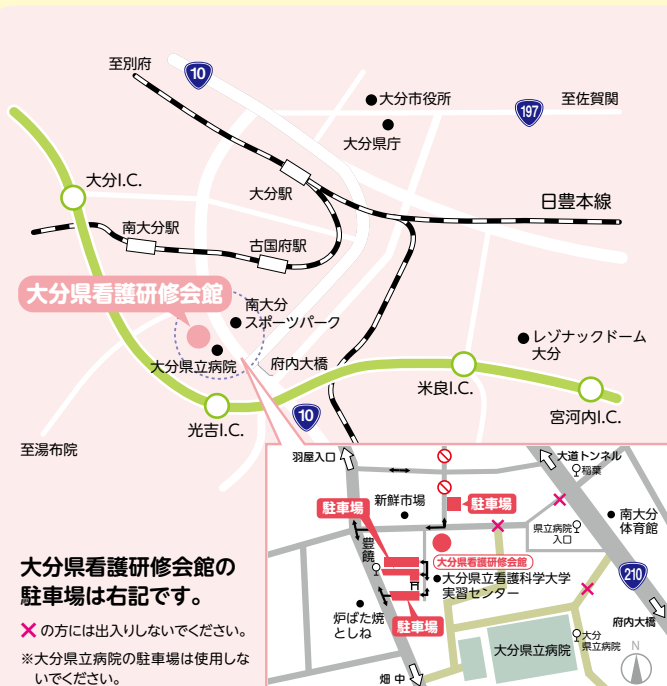 至別府
10
大分市役所
197
至佐賀関
大分県庁
大分I.C.
大分駅
日豊本線
南大分駅
古国府駅
大分県看護研修会館
南大分
スポーツパーク
レゾナックドーム
大分
大分県立病院
府内大橋
米良I.C.
宮河内I.C.
光吉I.C.
10
至湯布院
羽屋入口
大道トンネル
稲葉
新鮮市場
駐車場
駐車場
南大分
体育館
県立病院
入口
豊饒
大分県看護研修会館
大分県立看護科学大学
実習センター
210
炉ばた焼
としね
駐車場
府内大橋
大分
県立病院
大分県立病院
畑中
N
大分県看護研修会館の
駐車場は右記です。
×の方には出入りしないでください。
※大分県立病院の駐車場は使用しな
いでください。